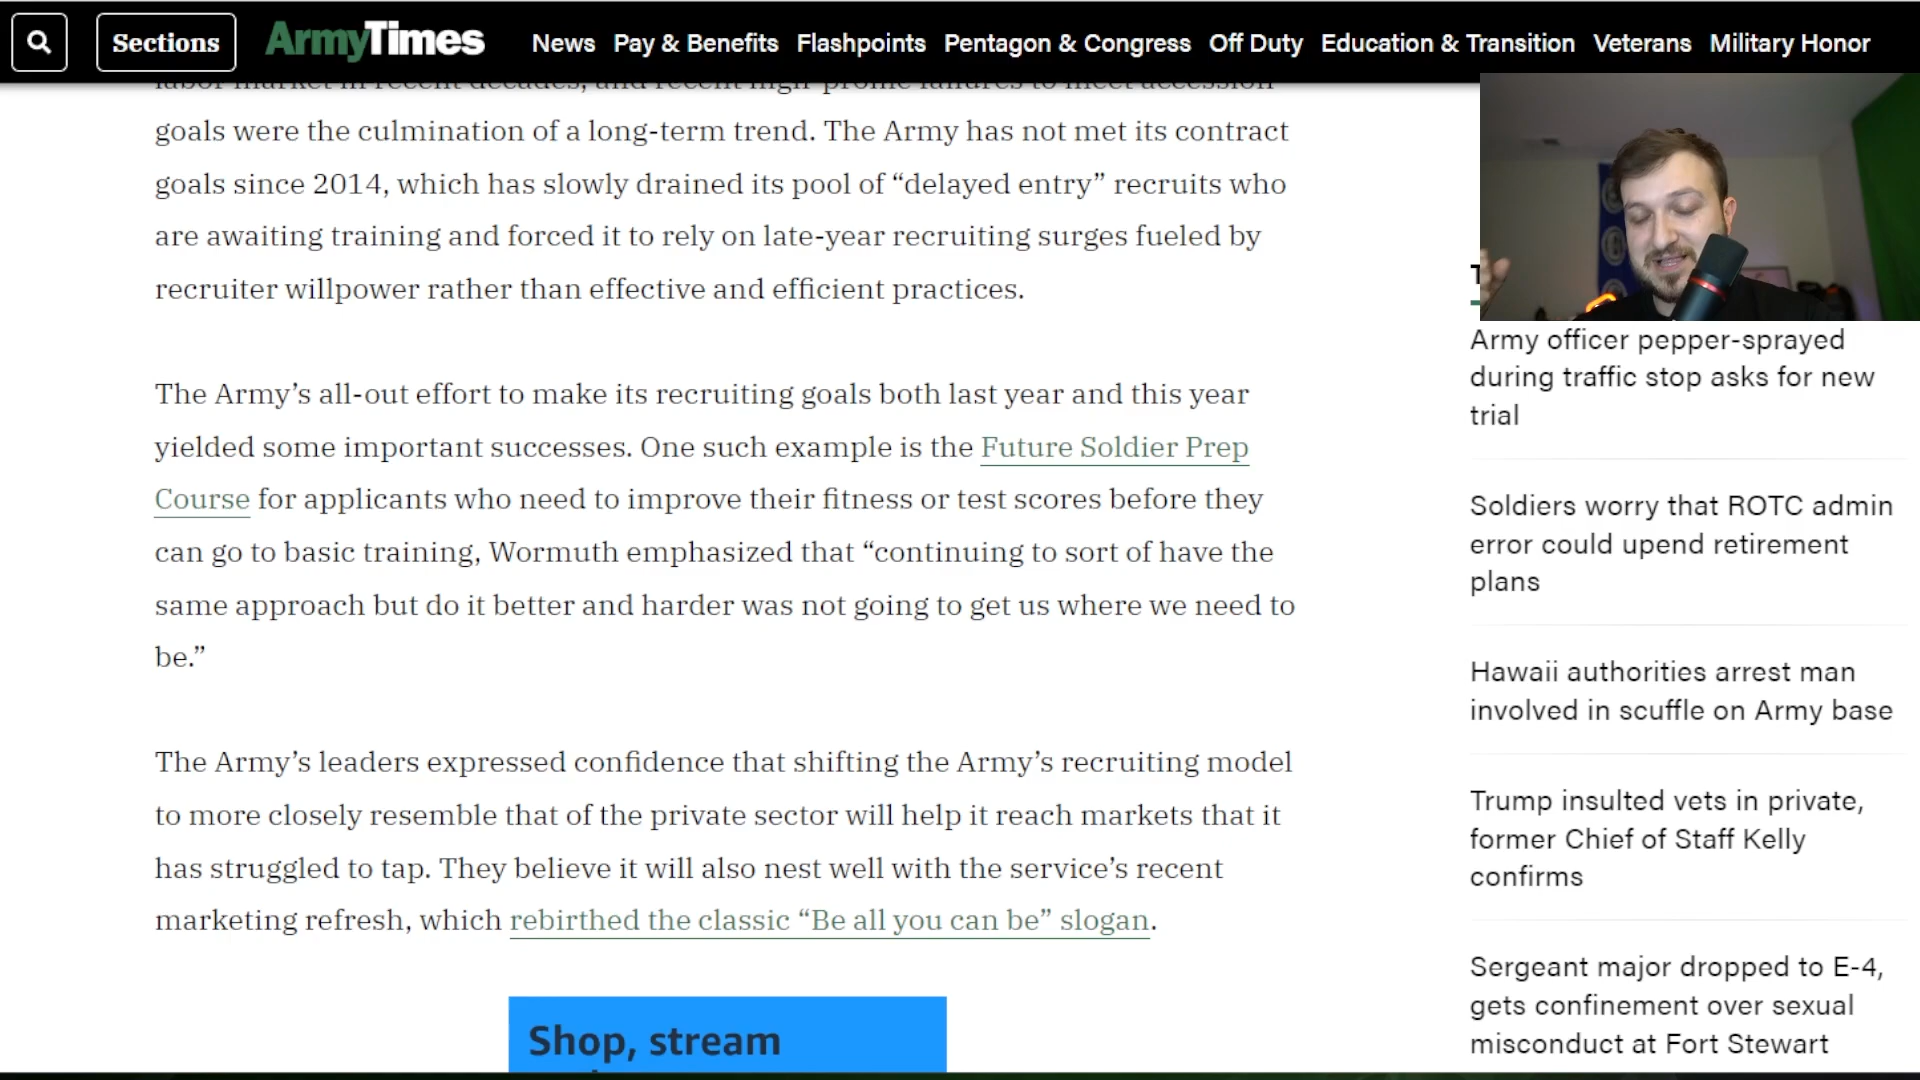 Sections
ArmyTimes
News Pay & Benefits Flashpoints Pentagon & Congress Off Duty Education & Transition Veterans Military Honor
labor market in recent decades, and recent high-profile failures to meet accession
goals were the culmination of a long-term trend. The Army has not met its contract
goals since 2014, which has slowly drained its pool of “delayed entry” recruits who
are awaiting training and forced it to rely on late-year recruiting surges fueled by
recruiter willpower rather than effective and efficient practices.
The Army’s all-out effort to make its recruiting goals both last year and this year
yielded some important successes. One such example is the Future Soldier Prep
Course for applicants who need to improve their fitness or test scores before they
can go to basic training, Wormuth emphasized that “continuing to sort of have the
same approach but do it better and harder was not going to get us where we need to
be.”
The Army’s leaders expressed confidence that shifting the Army’s recruiting model
to more closely resemble that of the private sector will help it reach markets that it
has struggled to tap. They believe it will also nest well with the service’s recent
marketing refresh, which rebirthed the classic “Be all you can be” slogan.
Shop, stream
Army officer pepper-sprayed
during traffic stop asks for new
trial
Soldiers worry that ROTC admin
error could upend retirement
plans
Hawaii authorities arrest man
involved in scuffle on Army base
Trump insulted vets in private,
former Chief of Staff Kelly
confirms
Sergeant major dropped to E-4,
gets confinement over sexual
misconduct at Fort Stewart